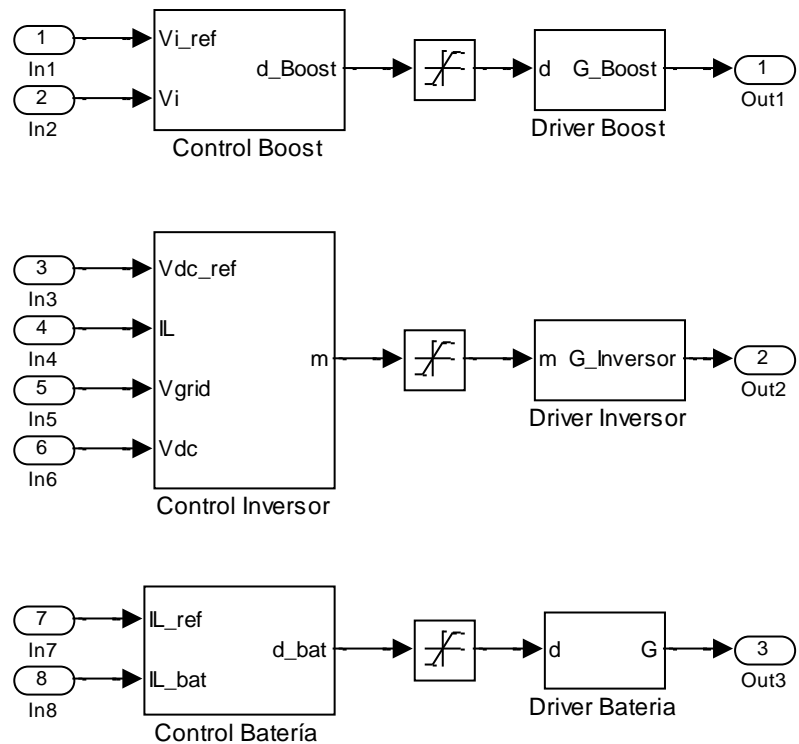 1
In1
2
In2
Vi_ref
Vi
d_Boost
Control Boost
d G_Boost
Driver Boost
1
Out1
3
In3
4
In4
5
In5
6
In6
Vdc_ref
IL
Vgrid
Vdc
m
Control Inversor
m G_Inversor
Driver Inversor
2
Out2
7
In7
8
In8
IL_ref
IL_bat
d_bat
Control Batería
d G
Driver Bateria
3
Out3